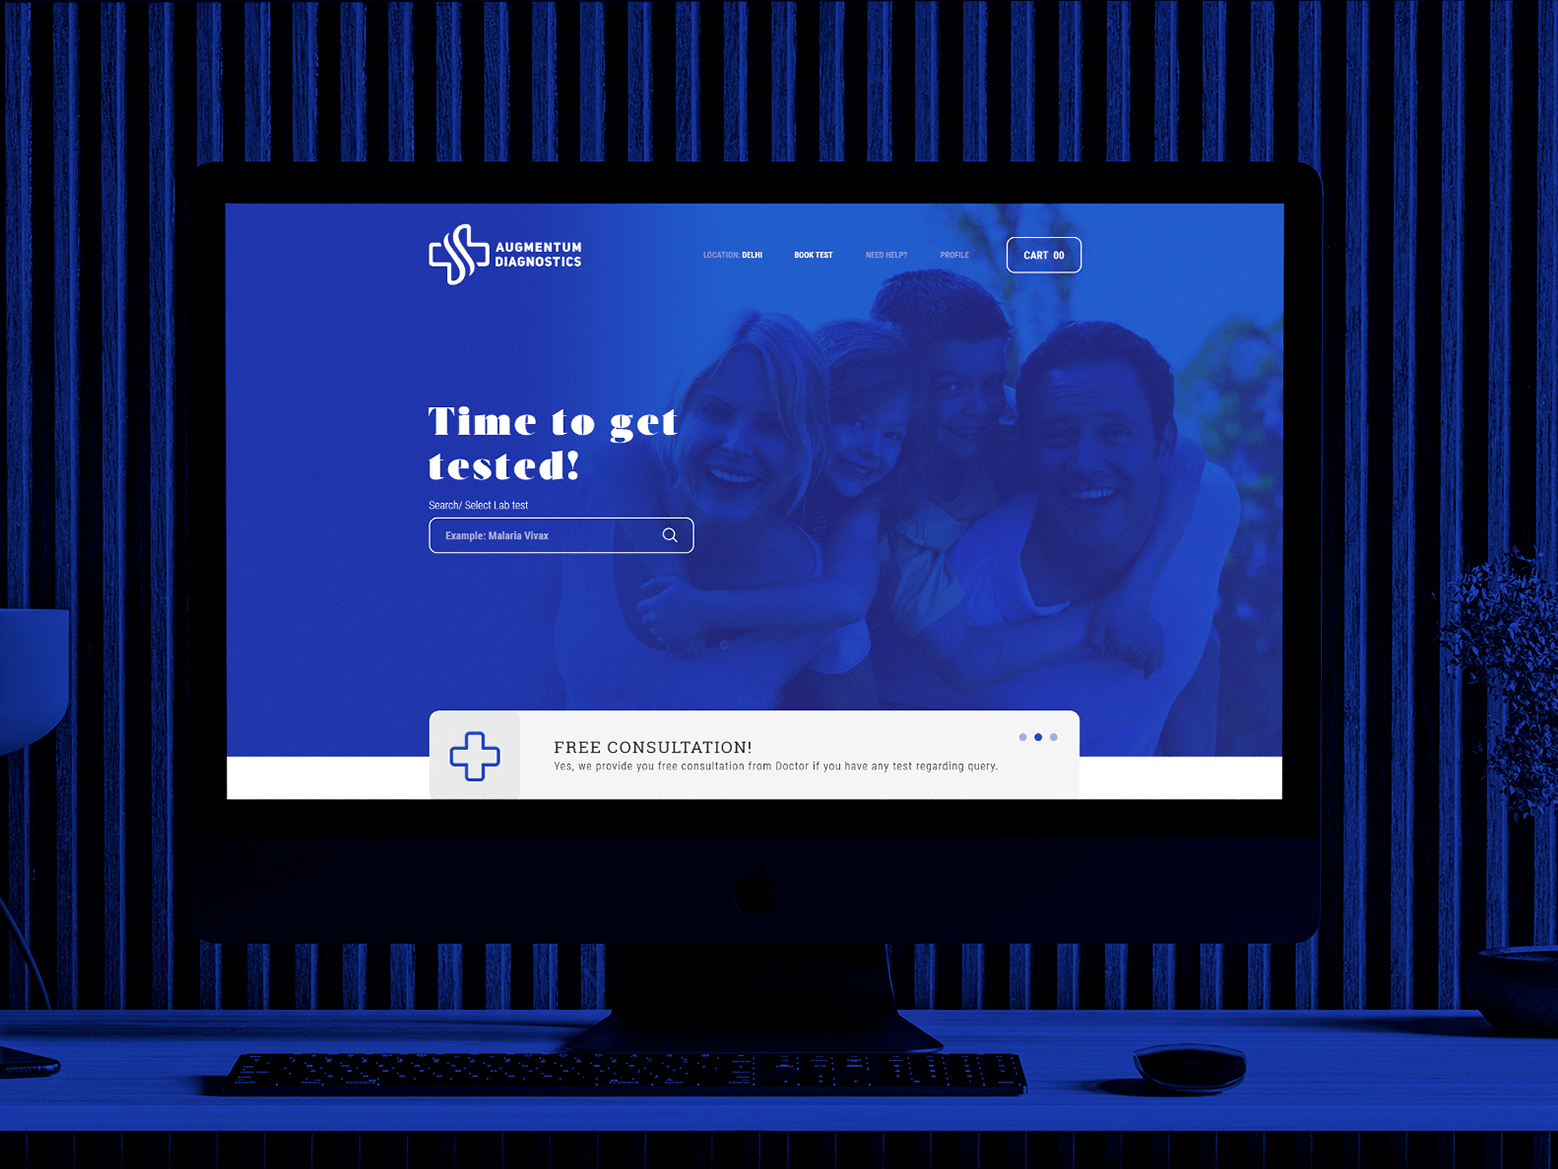 AUGMENTUM
DIAGNOSTICS
LOCATION: DELHI
BOOK TEST
NEED HELP?
PROFILE
CART 00
Time to get
tested!
Search/ Select Lab test
Example: Malaria Vivax
FREE CONSULTATION!
Yes, we provide you free consultation from Doctor if you have any test regarding query.